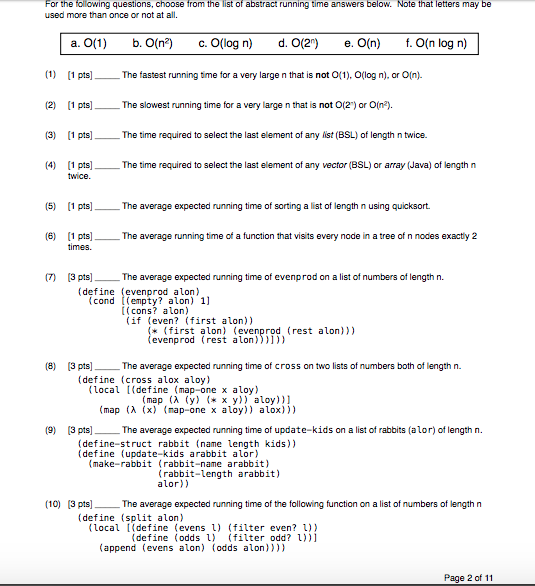 For the following questions, choose from the list of abstract running time answers below. Note that letters may be
used more than once or not at all.
a. O(1) b. O(n²) c. O(log n) d. O(2ⁿ) e. O(n) f. O(n log n)
(1) [1 pts]_____ The fastest running time for a very large n that is not O(1), O(log n), or O(n).
(2) [1 pts]_____ The slowest running time for a very large n that is not O(2ⁿ) or O(n²).
(3) [1 pts]_____ The time required to select the last element of any list (BSL) of length n twice.
(4) [1 pts]_____ The time required to select the last element of any vector (BSL) or array (Java) of length n
twice.
(5) [1 pts]_____ The average expected running time of sorting a list of length n using quicksort.
(6) [1 pts]_____ The average running time of a function that visits every node in a tree of n nodes exactly 2
times.
(7) [3 pts]_____ The average expected running time of evenprod on a list of numbers of length n.
(define (evenprod alon)
(cond [(empty? alon) 1]
[(cons? alon)
(if (even? (first alon))
(* (first alon) (evenprod (rest alon)))
(evenprod (rest alon)))]))
(8) [3 pts]_____ The average expected running time of cross on two lists of numbers both of length n.
(define (cross alox aloy)
(local [(define (map-one x aloy)
(map (λ (y) (* x y)) aloy))]
(map (λ (x) (map-one x aloy)) alox)))
(9) [3 pts]_____ The average expected running time of update-kids on a list of rabbits (alor) of length n.
(define-struct rabbit (name length kids))
(define (update-kids arabbit alor)
(make-rabbit (rabbit-name arabbit)
(rabbit-length arabbit)
alor))
(10) [3 pts]_____ The average expected running time of the following function on a list of numbers of length n
(define (split alon)
(local [(define (evens l) (filter even? l))
(define (odds l) (filter odd? l))]
(append (evens alon) (odds alon))))
Page 2 of 11